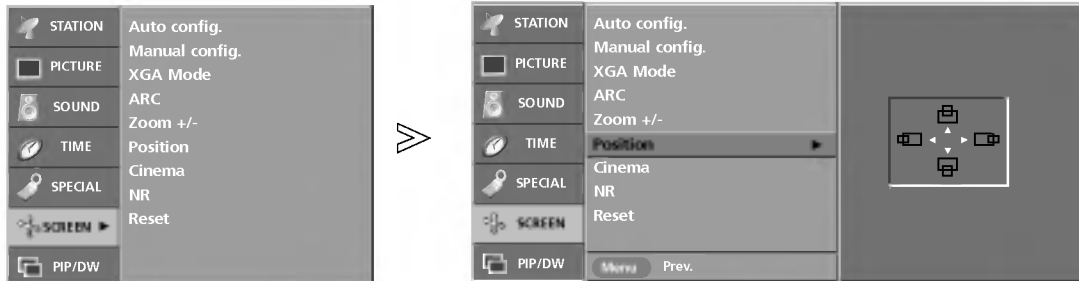 STATION
PICTURE
SOUND
TIME
SPECIAL
SCREEN ►
PIP/DW
Auto config.
Manual config.
XGA Mode
ARC
Zoom +/-
Position
Cinema
NR
Reset
STATION
PICTURE
SOUND
TIME
SPECIAL
SCREEN
PIP/DW
Auto config.
Manual config.
XGA Mode
ARC
Zoom +/-
Position ►
Cinema
NR
Reset
Menu Prev.